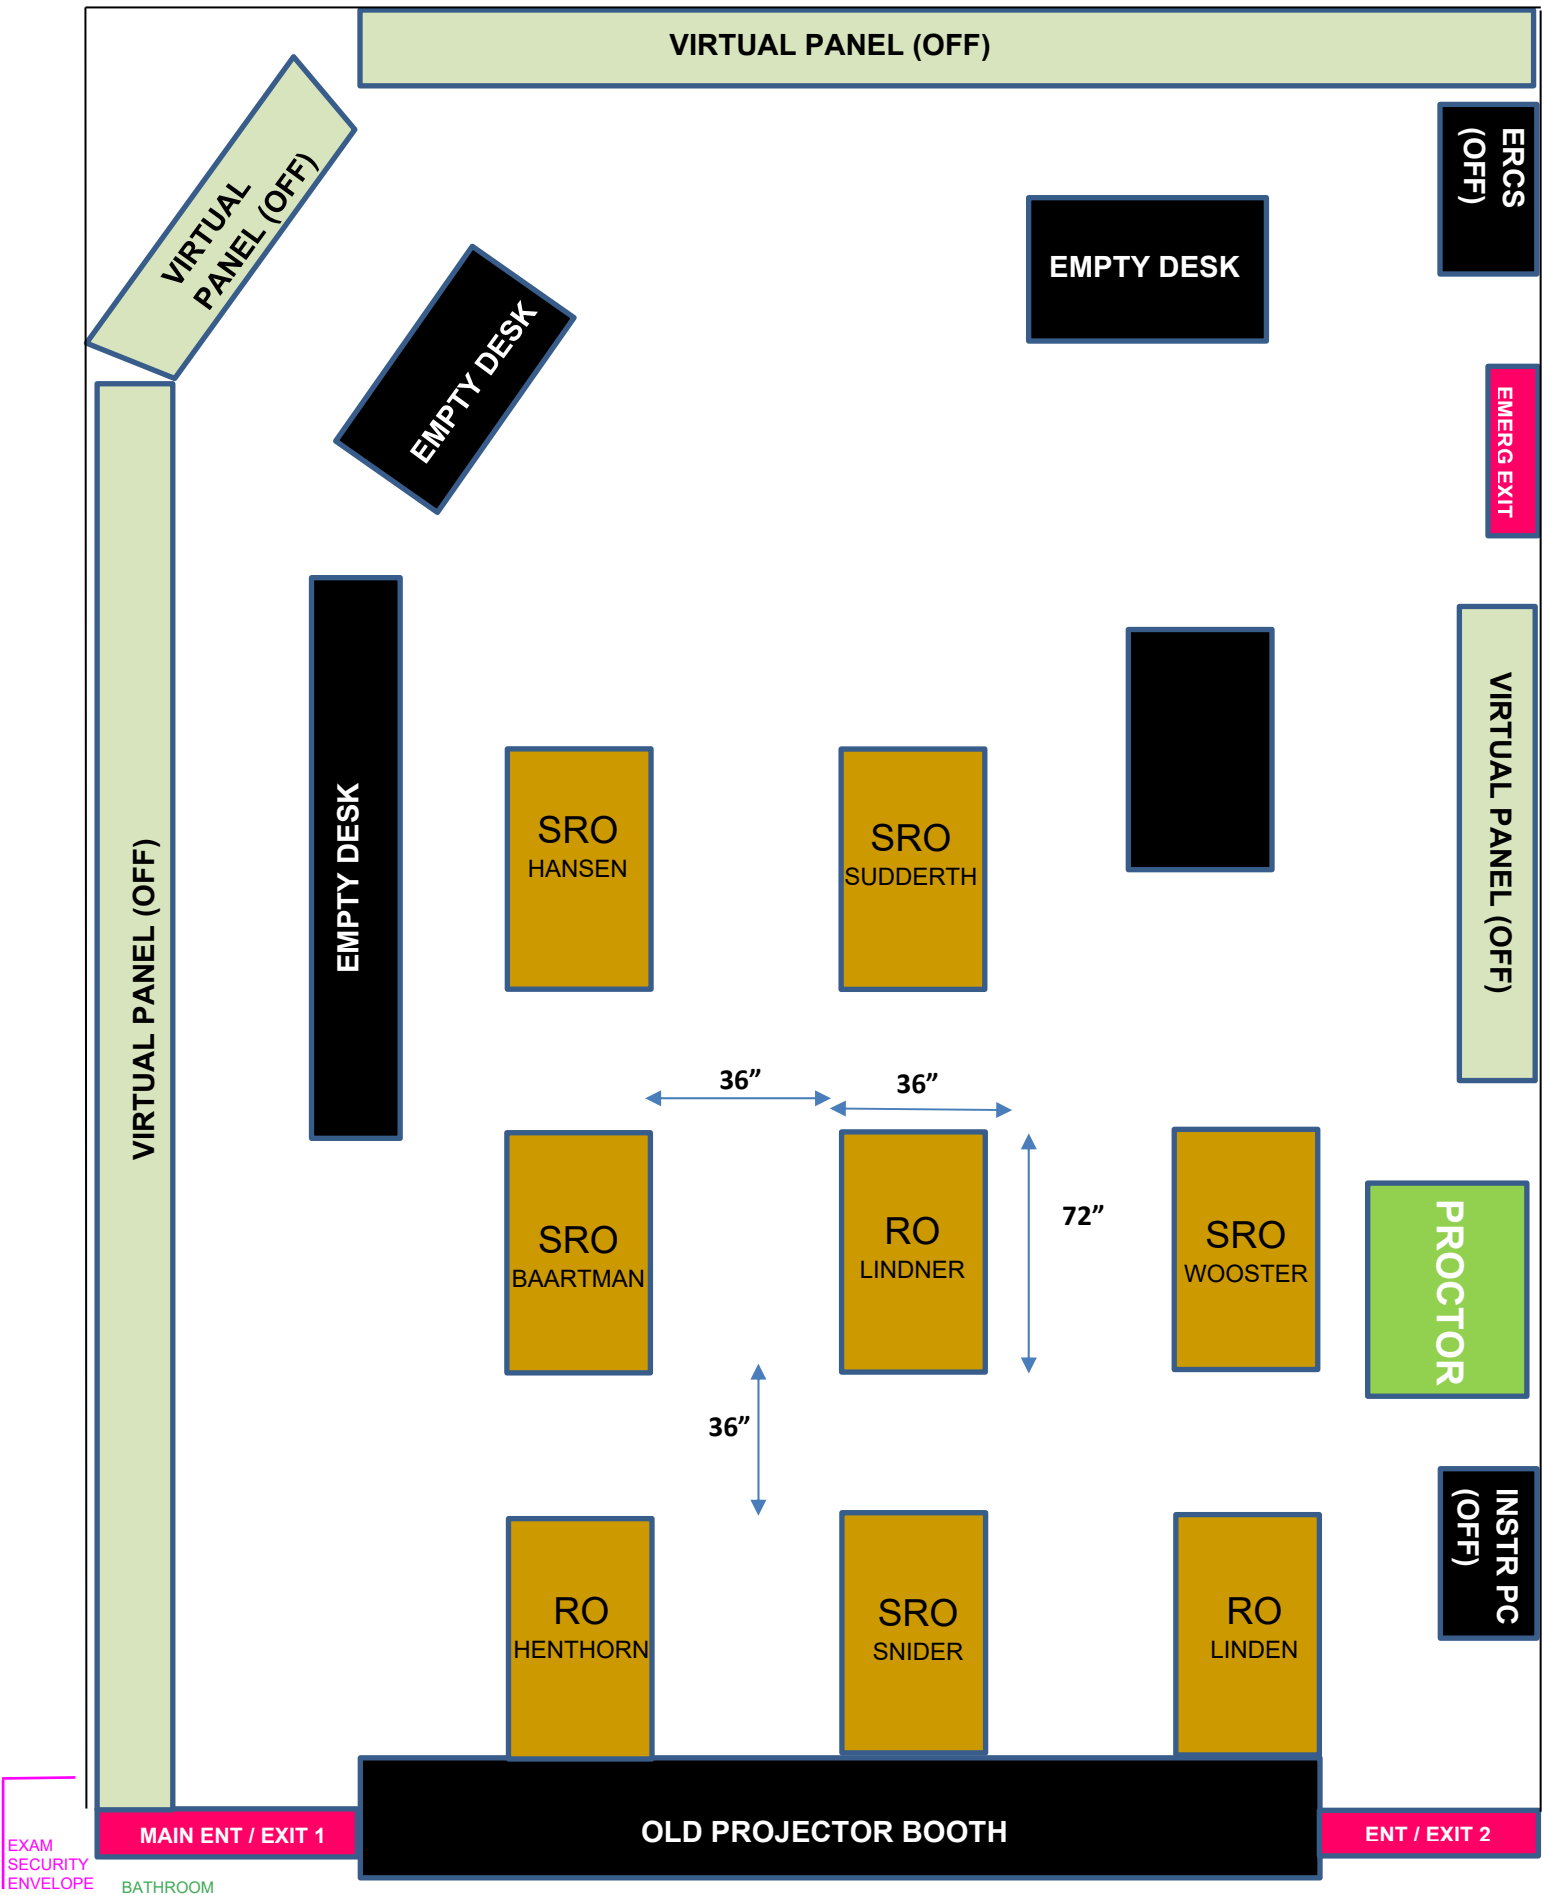 VIRTUAL PANEL (OFF)
VIRTUAL
PANEL (OFF)
ERCS
(OFF)
EMPTY DESK
EMPTY DESK
EMERG EXIT
VIRTUAL PANEL (OFF)
EMPTY DESK
VIRTUAL PANEL (OFF)
SRO
HANSEN
SRO
SUDDERTH
36”
36”
SRO
BAARTMAN
RO
LINDNER
72”
SRO
WOOSTER
PROCTOR
36”
INSTR PC
(OFF)
RO
HENTHORN
SRO
SNIDER
RO
LINDEN
MAIN ENT / EXIT 1
OLD PROJECTOR BOOTH
ENT / EXIT 2
EXAM
SECURITY
ENVELOPE
BATHROOM